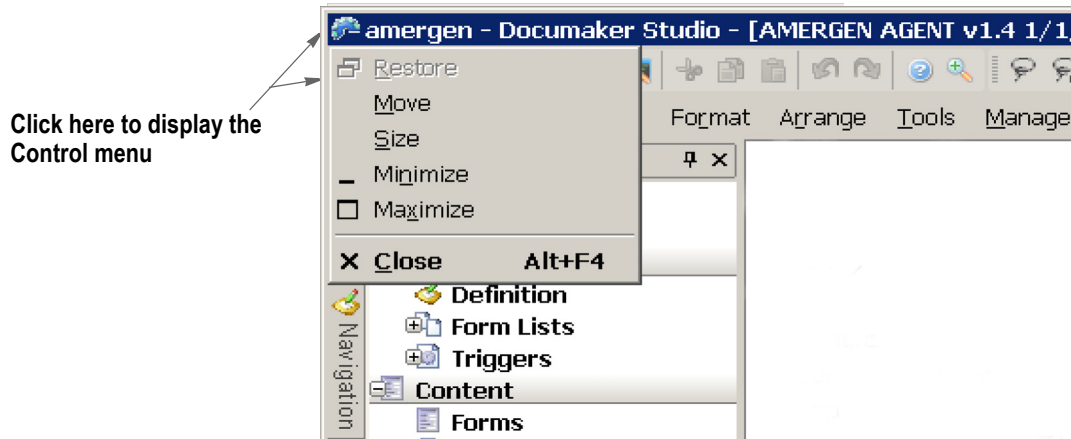 amergen - Documaker Studio - [AMERGEN AGENT v1.4 1/1
Restore
Move
Size
Minimize
Maximize
Close Alt+F4
Click here to display the
Control menu
Format Arrange Tools Manage
Navigation
Definition
Form Lists
Triggers
Content
Forms